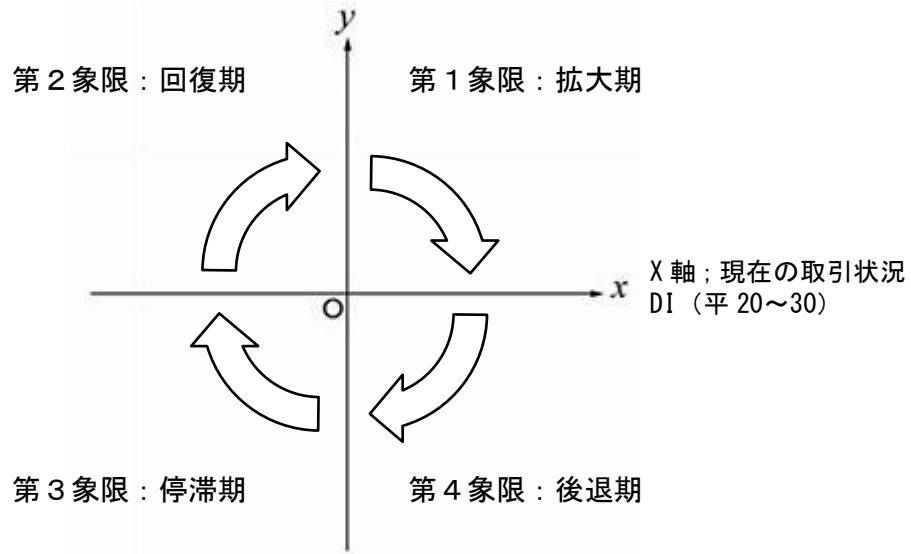 y
第２象限：回復期
第１象限：拡大期
x
X 軸；現在の取引状況
DI（平 20～30）
O
第３象限：停滞期
第４象限：後退期